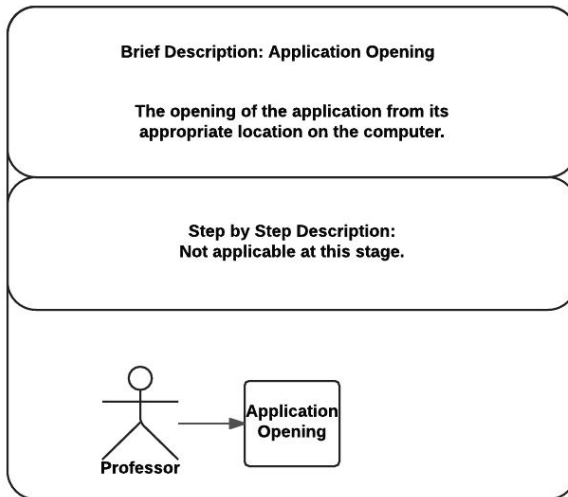 Brief Description: Application Opening
The opening of the application from its
appropriate location on the computer.
Step by Step Description:
Not applicable at this stage.
Application
Opening
Professor